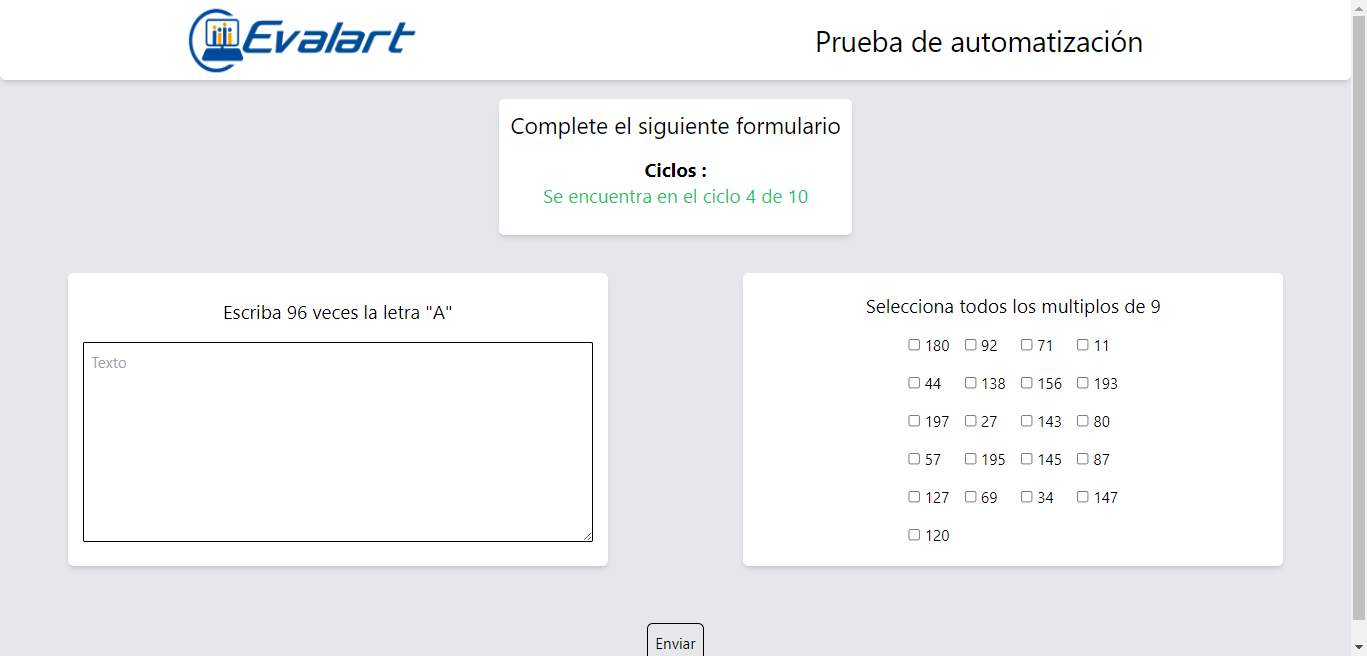 Evalart
Prueba de automatización
Complete el siguiente formulario
Ciclos :
Se encuentra en el ciclo 4 de 10
Escriba 96 veces la letra "A"
Texto
Selecciona todos los multiplos de 9
180 92 71 11
44 138 156 193
197 27 143 80
57 195 145 87
127 69 34 147
120
Enviar